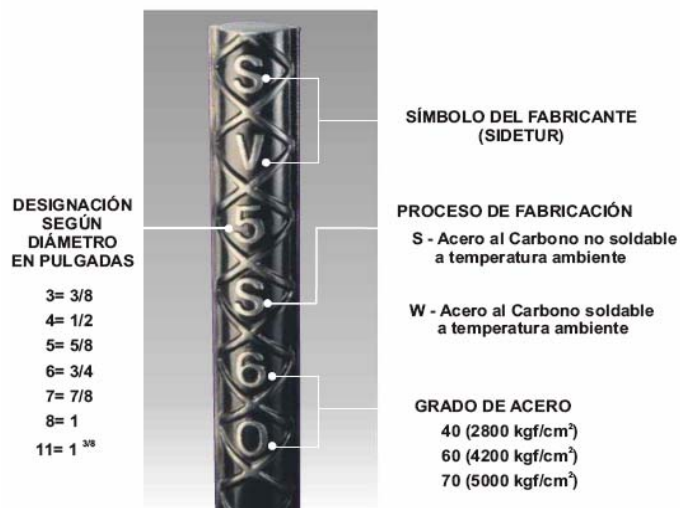 S
V
5
S
6
0
SÍMBOLO DEL FABRICANTE
(SIDETUR)
DESIGNACIÓN
SEGÚN
DIÁMETRO
EN PULGADAS
3= 3/8
4= 1/2
5= 5/8
6= 3/4
7= 7/8
8= 1
11= 1 3/8
PROCESO DE FABRICACIÓN
S - Acero al Carbono no soldable
a temperatura ambiente
W - Acero al Carbono soldable
a temperatura ambiente
GRADO DE ACERO
40 (2800 kgf/cm²)
60 (4200 kgf/cm²)
70 (5000 kgf/cm²)